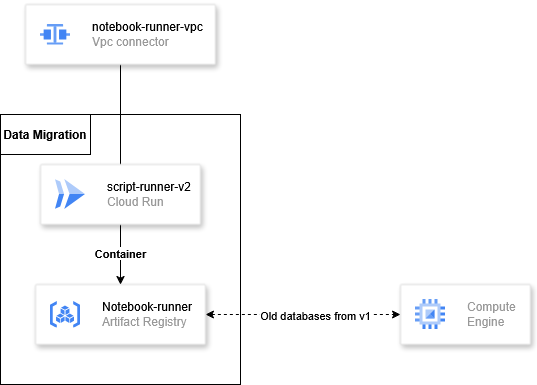 notebook-runner-vpc
Vpc connector
Data Migration
script-runner-v2
Cloud Run
Container
Notebook-runner
Artifact Registry
Old databases from v1
Compute
Engine